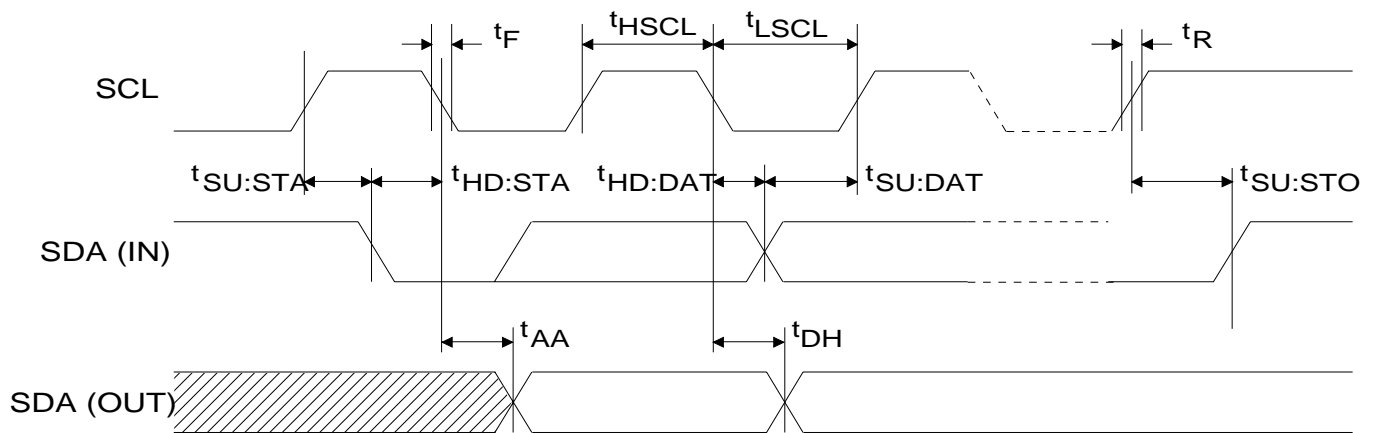 tF
tHSCL
tLSCL
tR
SCL
tSU:STA
tHD:STA
tHD:DAT
tSU:DAT
tSU:STO
SDA (IN)
tAA
tDH
SDA (OUT)